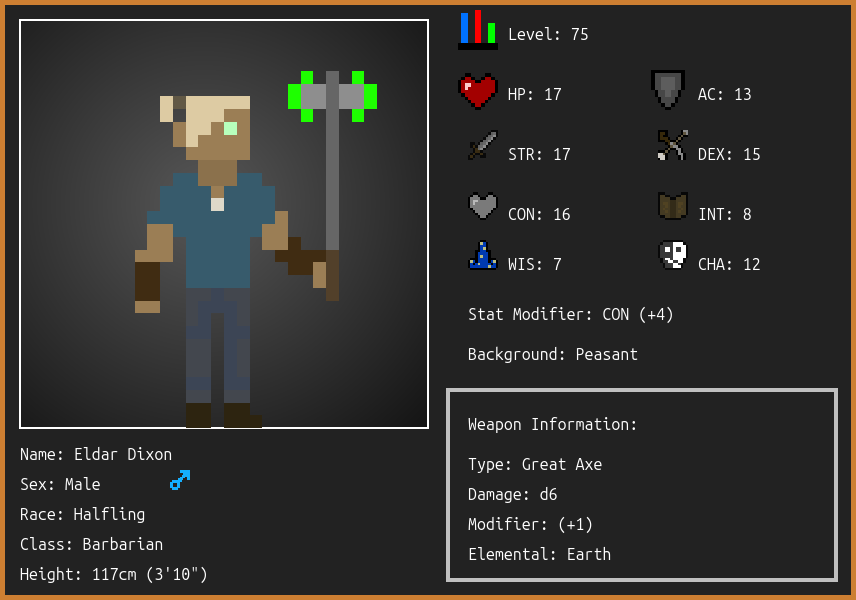 Level: 75
HP: 17
AC: 13
STR: 17
DEX: 15
CON: 16
INT: 8
WIS: 7
CHA: 12
Stat Modifier: CON (+4)
Background: Peasant
Weapon Information:
Type: Great Axe
Damage: d6
Modifier: (+1)
Elemental: Earth
Name: Eldar Dixon
Sex: Male
Race: Halfling
Class: Barbarian
Height: 117cm (3'10")